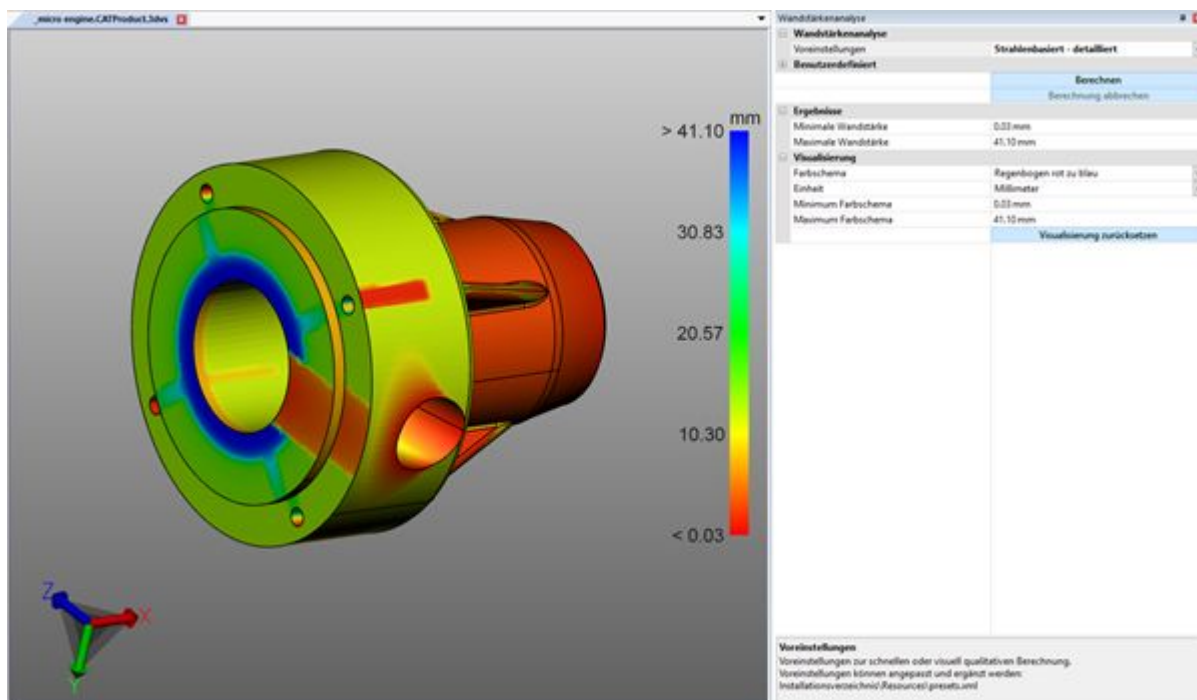 _micro engine.CATProduct.3dvs
mm
> 41.10
30.83
20.57
10.30
< 0.03
Z
X
Y
Wandstärkenanalyse
Wandstärkenanalyse
Voreinstellungen Strahlenbasiert - detailliert
Benutzerdefiniert
Berechnen
Berechnung abbrechen
Ergebnisse
Minimale Wandstärke 0.03 mm
Maximale Wandstärke 41.10 mm
Visualisierung
Farbschema Regenbogen rot zu blau
Einheit Millimeter
Minimum Farbschema 0.03 mm
Maximum Farbschema 41.10 mm
Visualisierung zurücksetzen
Voreinstellungen
Voreinstellungen zur schnellen oder visuell qualitativen Berechnung.
Voreinstellungen können angepasst und ergänzt werden:
Installationsverzeichnis\Resources\presets.xml